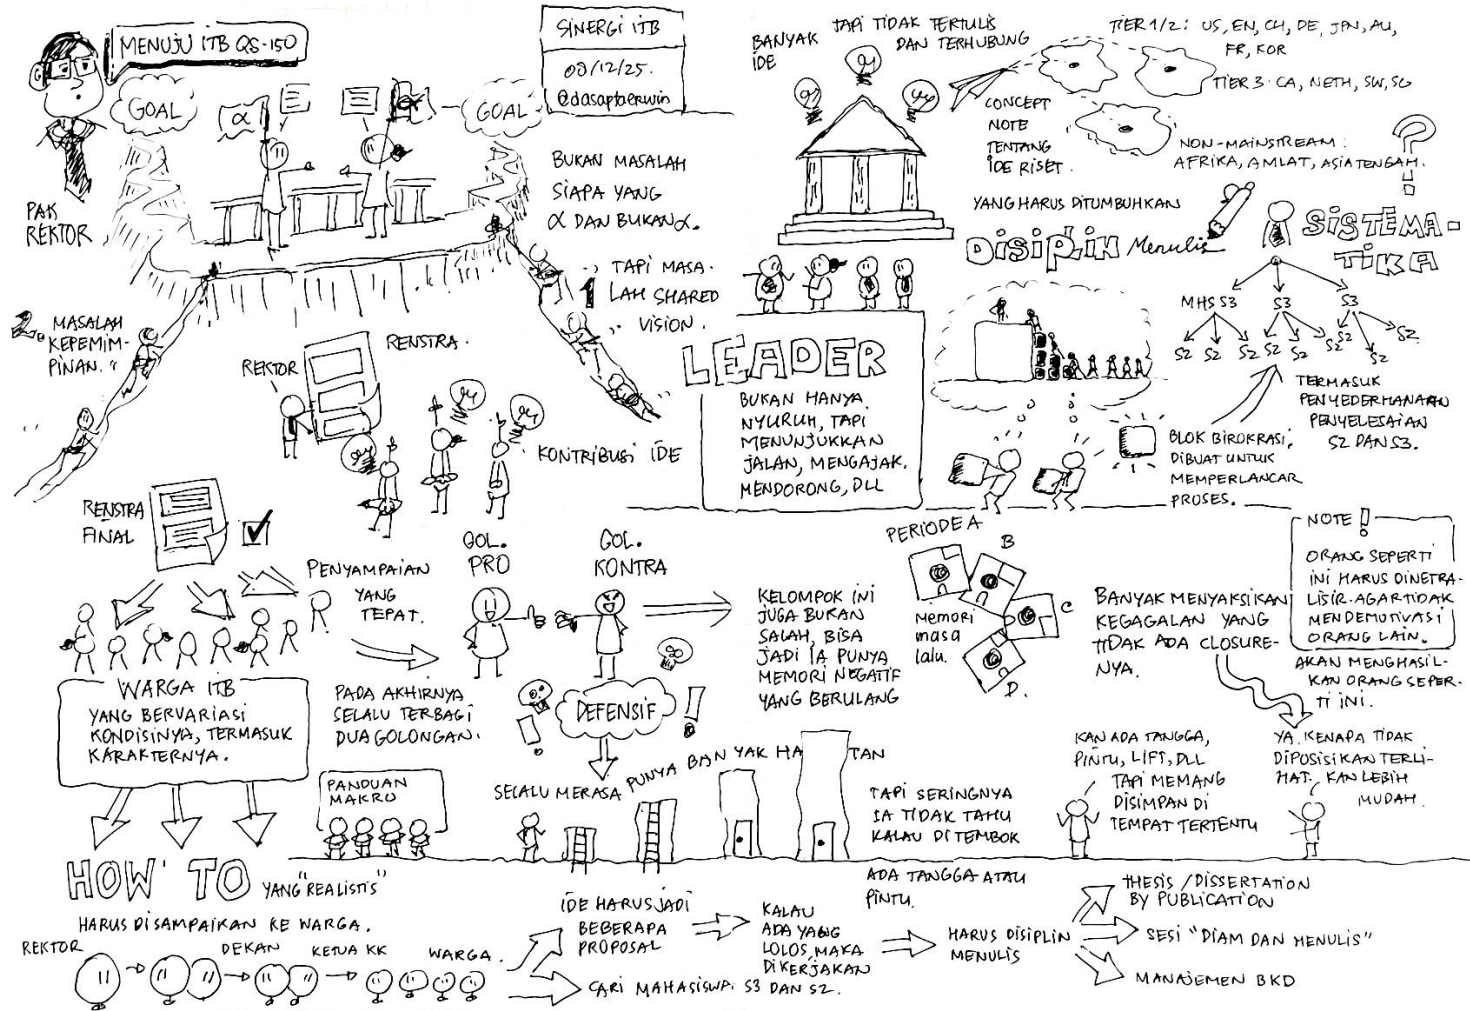 MENUJU ITB QS-150
PAK
REKTOR
GOAL
α
α
GOAL
SINERGI ITB
03/12/25.
@dasaptaerwin
BUKAN MASALAH
SIAPA YANG
α DAN BUKAN α.
1
TAPI MASA-
LAH SHARED
VISION.
2.
MASALAH
KEPEMIM-
PINAN.
REKTOR
RENSTRA.
KONTRIBUSI IDE
BANYAK
IDE
TAPI TIDAK TERTULIS
DAN TERHUBUNG
CONCEPT
NOTE
TENTANG
IDE RISET.
TIER 1/2: US, EN, CH, DE, JPN, AU,
FR, KOR
TIER 3: CA, NETH, SW, SG
NON-MAINSTREAM:
AFRIKA, AMLAT, ASIA TENGAH.
YANG HARUS DITUMBUHKAN
DISIPLIN Menulis
SISTEMA-
TIKA
?
MHS S3
S3
S3
S2
S2
S2
S2
S2
S2
S2
S2
TERMASUK
PENYEDERHANAAN
PENYELESAIAN
S2 DAN S3.
BLOK BIROKRASI,
DIBUAT UNTUK
MEMPERLANCAR
PROSES.
LEADER
BUKAN HANYA
NYURUH, TAPI
MENUNJUKKAN
JALAN, MENGAJAK,
MENDORONG, DLL
RENSTRA
FINAL
PENYAMPAIAN
YANG
TEPAT.
WARGA ITB
YANG BERVARIASI
KONDISINYA, TERMASUK
KARAKTERNYA.
PADA AKHIRNYA
SELALU TERBAGI
DUA GOLONGAN.
GOL.
PRO
GOL.
KONTRA
DEFENSIF
KELOMPOK INI
JUGA BUKAN
SALAH, BISA
JADI IA PUNYA
MEMORI NEGATIF
YANG BERULANG
PERIODE A
B
C
D.
Memori
masa
lalu.
BANYAK MENYAKSIKAN
KEGAGALAN YANG
TIDAK ADA CLOSURE-
NYA.
NOTE!
ORANG SEPERTI
INI HARUS DINETRA-
LISIR AGAR TIDAK
MENDEMOTIVASI
ORANG LAIN.
AKAN MENGHASIL-
KAN ORANG SEPER-
TI INI.
SELALU MERASA PUNYA BANYAK HA TAN
TAPI SERINGNYA
IA TIDAK TAHU
KALAU DI TEMBOK
ADA TANGGA ATAU
PINTU.
KAN ADA TANGGA,
PINTU, LIFT, DLL
TAPI MEMANG
DISIMPAN DI
TEMPAT TERTENTU
YA KENAPA TIDAK
DIPOSISIKAN TERLI-
HAT, KAN LEBIH
MUDAH.
PANDUAN
MAKRO
HOW TO
YANG "REALISTIS"
HARUS DISAMPAIKAN KE WARGA.
REKTOR
DEKAN
KETUA KK
WARGA.
IDE HARUS JADI
BEBERAPA
PROPOSAL
CARI MAHASISWA S3 DAN S2.
KALAU
ADA YANG
LOLOS, MAKA
DIKERJAKAN
HARUS DISIPLIN
MENULIS
THESIS/DISSERTATION
BY PUBLICATION
SESI "DIAM DAN MENULIS"
MANAJEMEN BKD